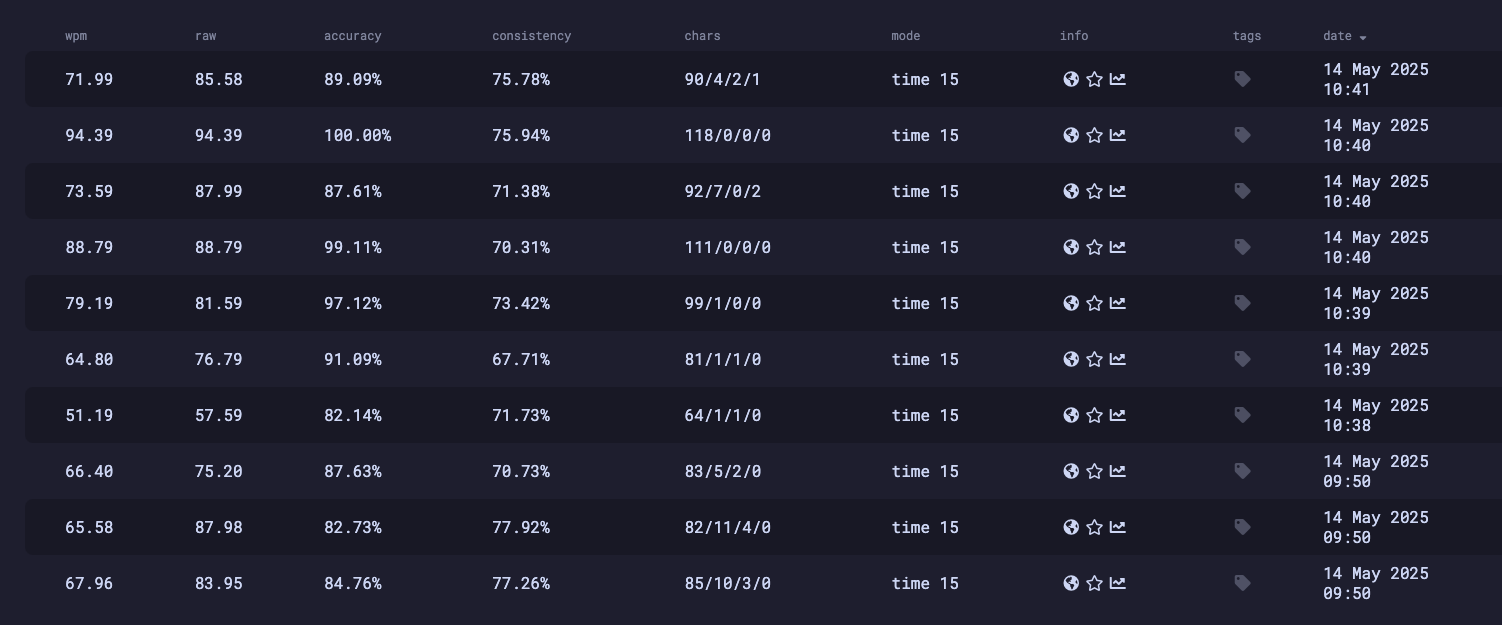 wpm raw accuracy consistency chars mode info tags date
71.99 85.58 89.09% 75.78% 90/4/2/1 time 15 14 May 2025
10:41
94.39 94.39 100.00% 75.94% 118/0/0/0 time 15 14 May 2025
10:40
73.59 87.99 87.61% 71.38% 92/7/0/2 time 15 14 May 2025
10:40
88.79 88.79 99.11% 70.31% 111/0/0/0 time 15 14 May 2025
10:40
79.19 81.59 97.12% 73.42% 99/1/0/0 time 15 14 May 2025
10:39
64.80 76.79 91.09% 67.71% 81/1/1/0 time 15 14 May 2025
10:39
51.19 57.59 82.14% 71.73% 64/1/1/0 time 15 14 May 2025
10:38
66.40 75.20 87.63% 70.73% 83/5/2/0 time 15 14 May 2025
09:50
65.58 87.98 82.73% 77.92% 82/11/4/0 time 15 14 May 2025
09:50
67.96 83.95 84.76% 77.26% 85/10/3/0 time 15 14 May 2025
09:50